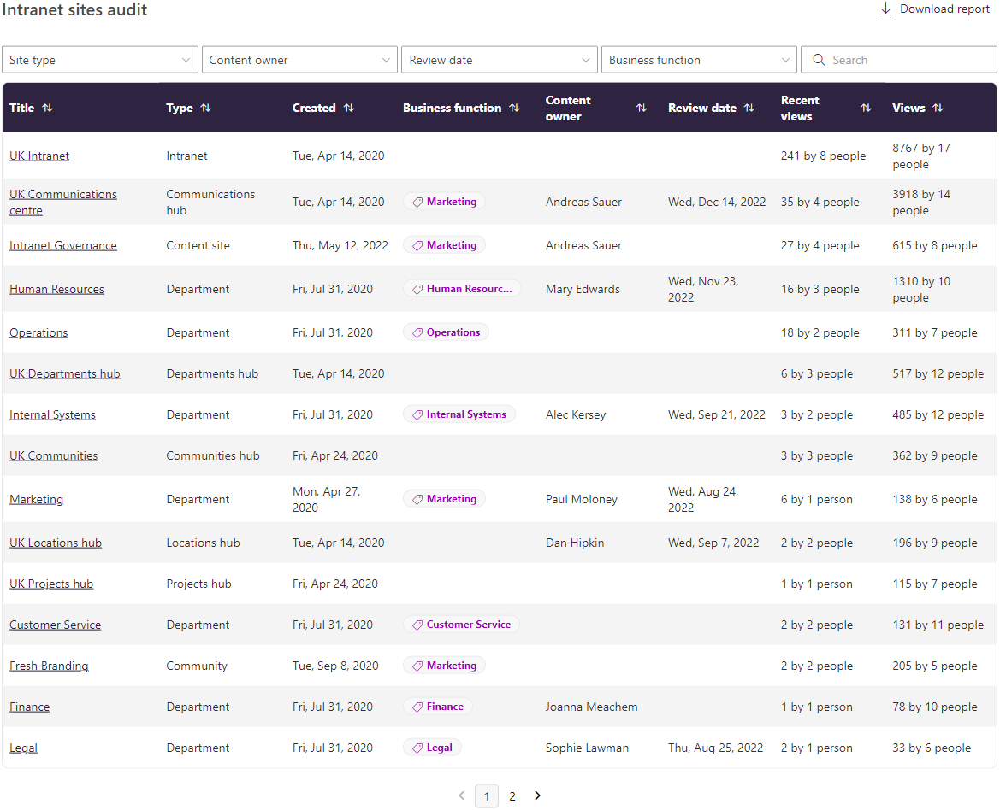 Intranet sites audit
Download report
Site type
Content owner
Review date
Business function
Search
Title Type Created Business function Content owner Review date Recent views Views
UK Intranet Intranet Tue, Apr 14, 2020 241 by 8 people 8767 by 17 people
UK Communications centre Communications hub Tue, Apr 14, 2020 Marketing Andreas Sauer Wed, Dec 14, 2022 35 by 4 people 3918 by 14 people
Intranet Governance Content site Thu, May 12, 2022 Marketing Andreas Sauer 27 by 4 people 615 by 8 people
Human Resources Department Fri, Jul 31, 2020 Human Resourc... Mary Edwards Wed, Nov 23, 2022 16 by 3 people 1310 by 10 people
Operations Department Fri, Jul 31, 2020 Operations 18 by 2 people 311 by 7 people
UK Departments hub Departments hub Tue, Apr 14, 2020 6 by 3 people 517 by 12 people
Internal Systems Department Fri, Jul 31, 2020 Internal Systems Alec Kersey Wed, Sep 21, 2022 3 by 2 people 485 by 12 people
UK Communities Communities hub Fri, Apr 24, 2020 3 by 3 people 362 by 9 people
Marketing Department Mon, Apr 27, 2020 Marketing Paul Moloney Wed, Aug 24, 2022 6 by 1 person 138 by 6 people
UK Locations hub Locations hub Tue, Apr 14, 2020 Dan Hipkin Wed, Sep 7, 2022 2 by 2 people 196 by 9 people
UK Projects hub Projects hub Fri, Apr 24, 2020 1 by 1 person 115 by 7 people
Customer Service Department Fri, Jul 31, 2020 Customer Service 2 by 2 people 131 by 11 people
Fresh Branding Community Tue, Sep 8, 2020 Marketing 2 by 2 people 205 by 5 people
Finance Department Fri, Jul 31, 2020 Finance Joanna Meachem 1 by 1 person 78 by 10 people
Legal Department Fri, Jul 31, 2020 Legal Sophie Lawman Thu, Aug 25, 2022 2 by 1 person 33 by 6 people
1 2